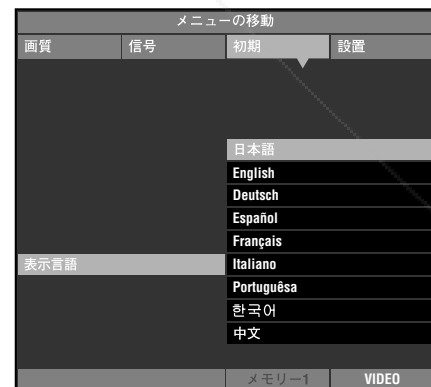 メニューの移動
画質 信号 初期 設置
日本語
English
Deutsch
Español
Français
表示言語 Italiano
Portuguêsa
한국어
中文
メモリー1 VIDEO